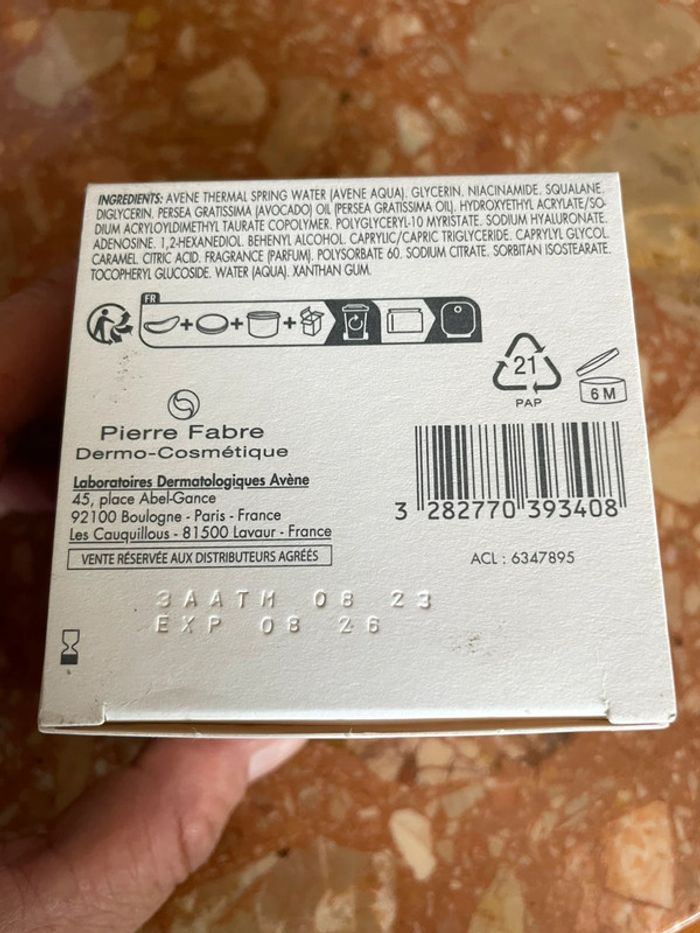 INGREDIENTS: AVENE THERMAL SPRING WATER (AVENE AQUA). GLYCERIN. NIACINAMIDE. SQUALANE.
DIGLYCERIN. PERSEA GRATISSIMA (AVOCADO) OIL (PERSEA GRATISSIMA OIL). HYDROXYETHYL ACRYLATE/SO-
DIUM ACRYLOYLDIMETHYL TAURATE COPOLYMER. POLYGLYCERYL-10 MYRISTATE. SODIUM HYALURONATE.
ADENOSINE. 1,2-HEXANEDIOL. BEHENYL ALCOHOL. CAPRYLIC/CAPRIC TRIGLYCERIDE. CAPRYLYL GLYCOL.
CARAMEL. CITRIC ACID. FRAGRANCE (PARFUM). POLYSORBATE 60. SODIUM CITRATE. SORBITAN ISOSTEARATE.
TOCOPHERYL GLUCOSIDE. WATER (AQUA). XANTHAN GUM.
FR
21
PAP
6 M
Pierre Fabre
Dermo-Cosmétique
Laboratoires Dermatologiques Avène
45, place Abel-Gance
92100 Boulogne - Paris - France
Les Cauquillous - 81500 Lavaur - France
VENTE RÉSERVÉE AUX DISTRIBUTEURS AGRÉÉS
3 282770 393408
ACL : 6347895
3AATM 08 23
EXP 08 26